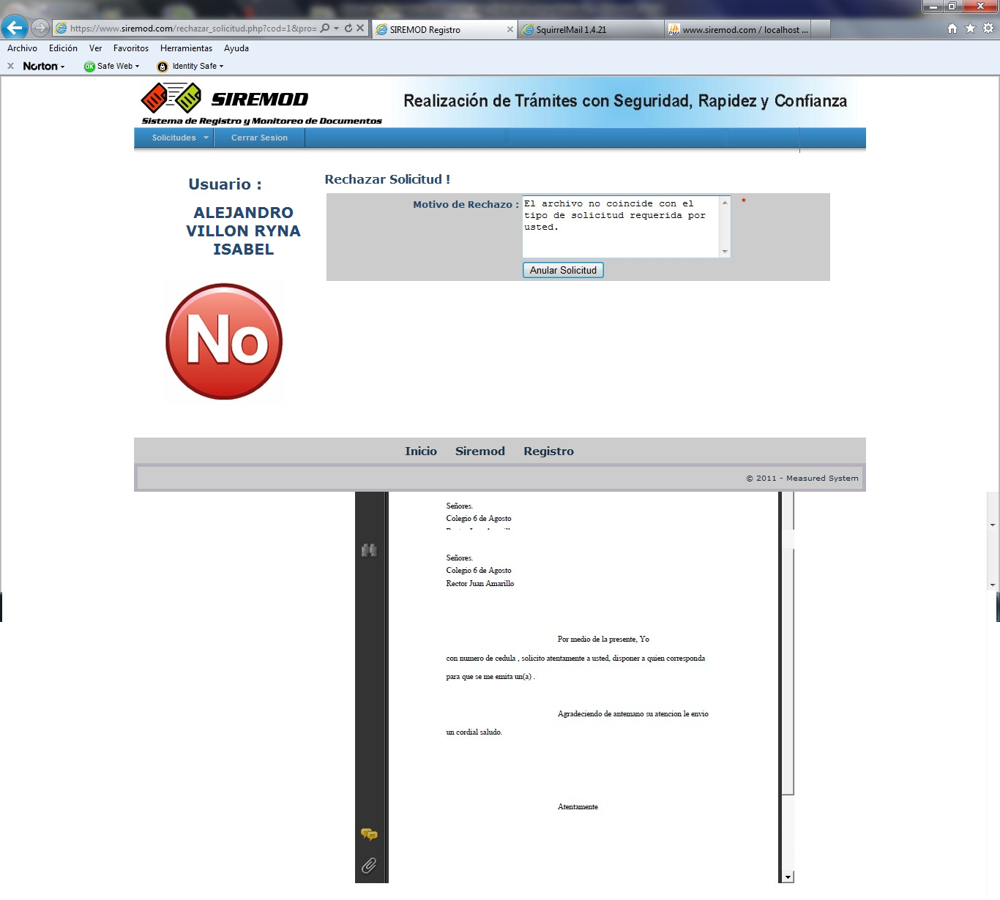 https://www.siremod.com/rechazar_solicitud.php?cod=1&pro=
SIREMOD Registro
SquirrelMail 1.4.21
www.siremod.com / localhost ...
Archivo Edición Ver Favoritos Herramientas Ayuda
x Norton Safe Web Identity Safe
SIREMOD
Sistema de Registro y Monitoreo de Documentos
Realización de Trámites con Seguridad, Rapidez y Confianza
Solicitudes Cerrar Sesion
Usuario :
ALEJANDRO
VILLON RYNA
ISABEL
No
Rechazar Solicitud !
Motivo de Rechazo :
El archivo no coincide con el
tipo de solicitud requerida por
usted.
*
Anular Solicitud
Inicio Siremod Registro
© 2011 - Measured System
Señores.
Colegio 6 de Agosto
Señores.
Colegio 6 de Agosto
Rector Juan Amarillo
Por medio de la presente, Yo
con numero de cedula , solicito atentamente a usted, disponer a quien corresponda
para que se me emita un(a) .
Agradeciendo de antemano su atencion le envio
un cordial saludo.
Atentamente